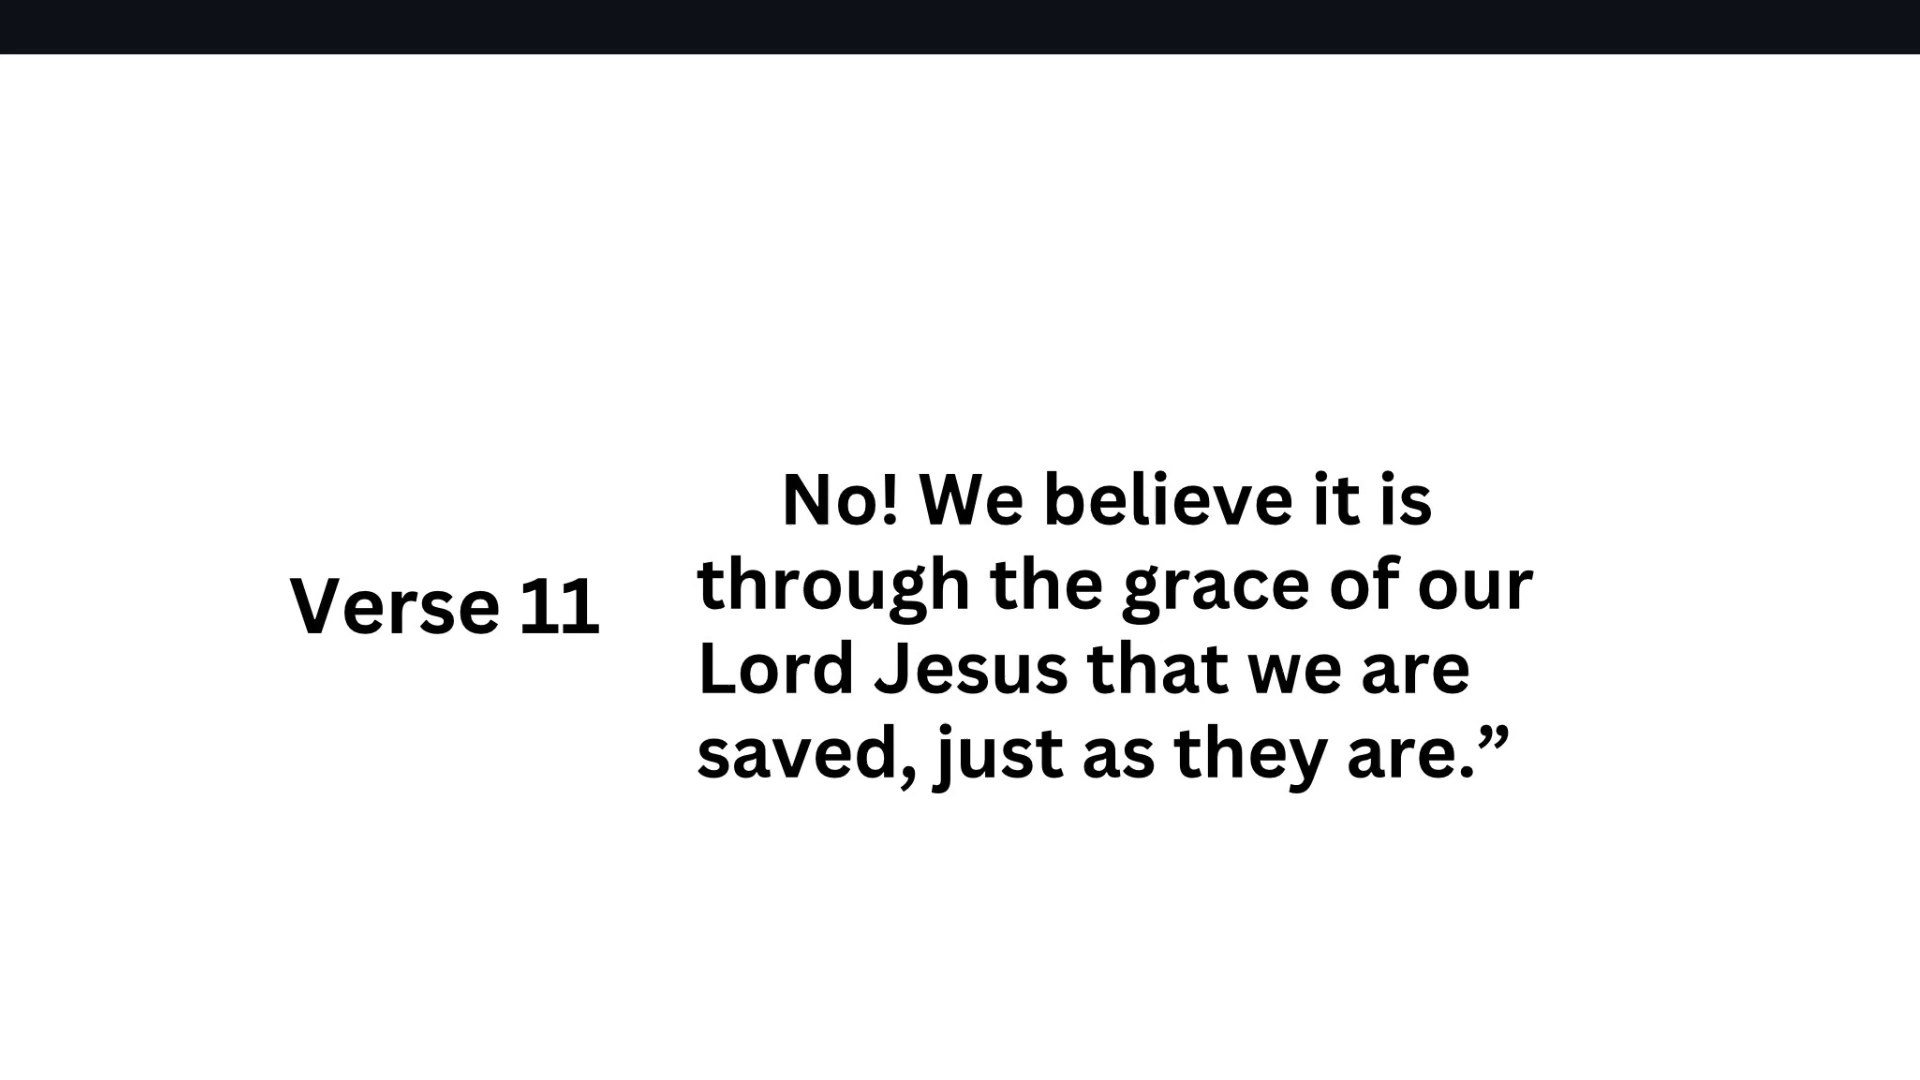 Verse 11
No! We believe it is
through the grace of our
Lord Jesus that we are
saved, just as they are.”